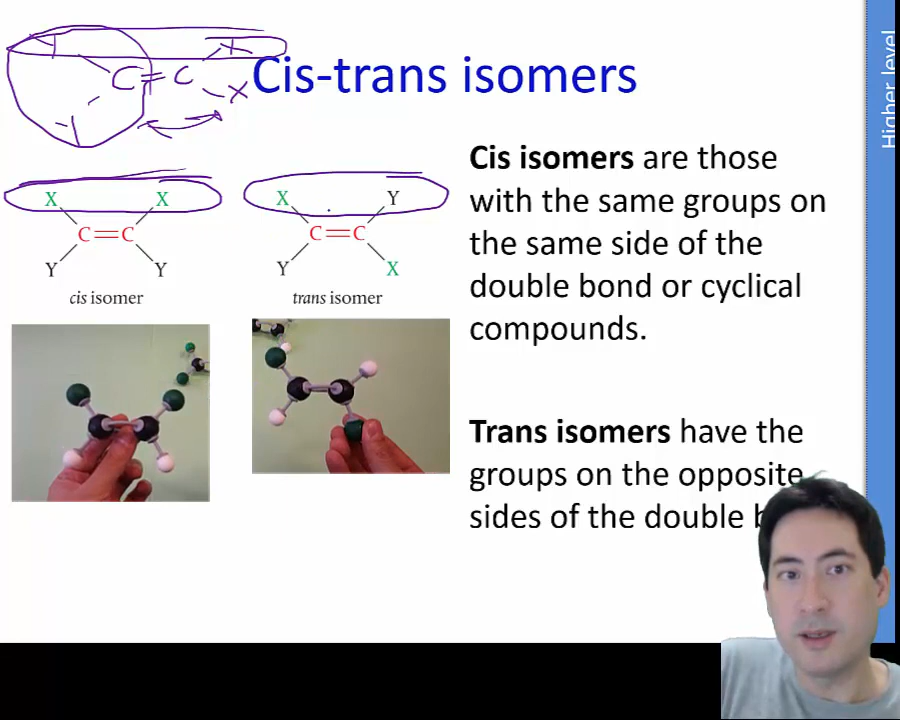 Higher level
C = C
X
X
Cis-trans isomers
X X
C=C
Y Y
cis isomer
X Y
C=C
Y X
trans isomer
Cis isomers are those
with the same groups on
the same side of the
double bond or cyclical
compounds.
Trans isomers have the
groups on the opposite
sides of the double